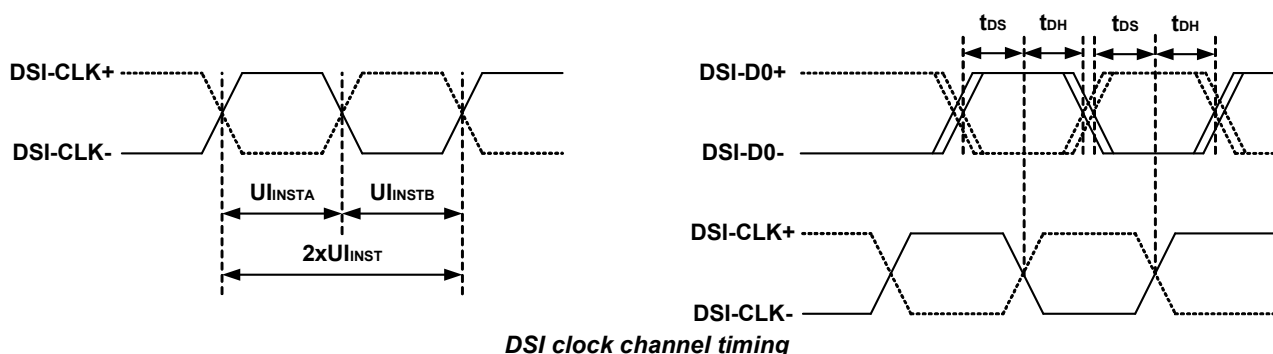 DSI-CLK+
DSI-CLK-
UIINSTA
UIINSTB
2xUIINST
tDS
tDH
tDS
tDH
DSI-D0+
DSI-D0-
DSI-CLK+
DSI-CLK-
DSI clock channel timing